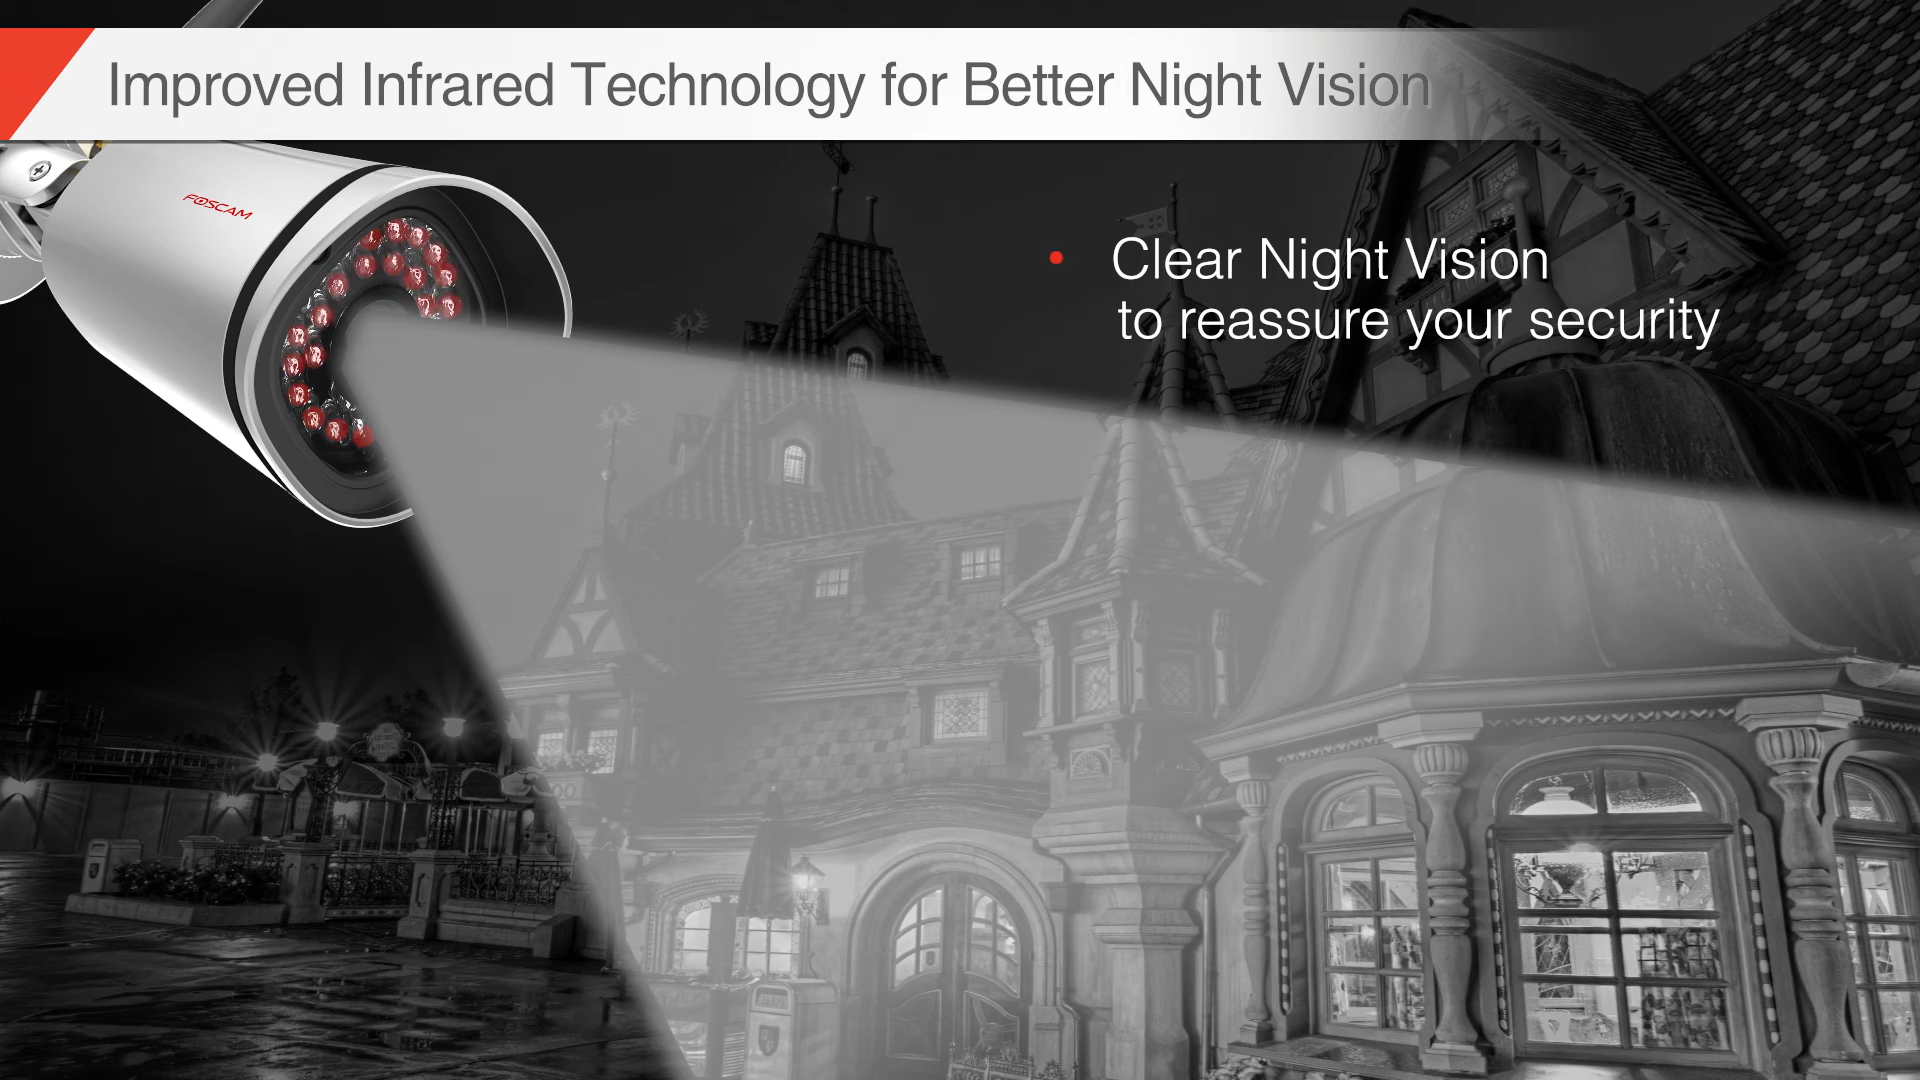 Improved Infrared Technology for Better Night Vision
FOSCAM
• Clear Night Vision
to reassure your security